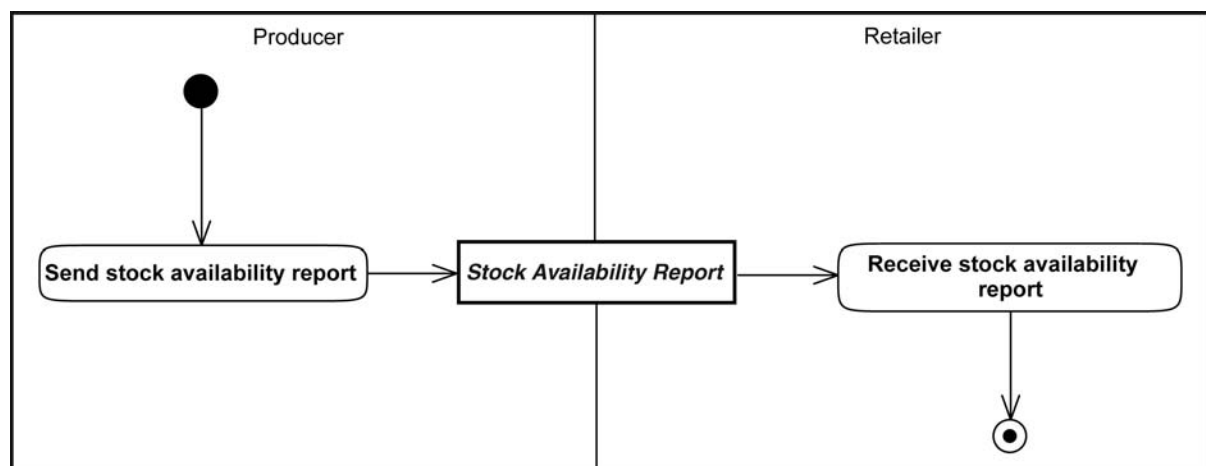 Producer
Retailer
Send stock availability report
Stock Availability Report
Receive stock availability
report